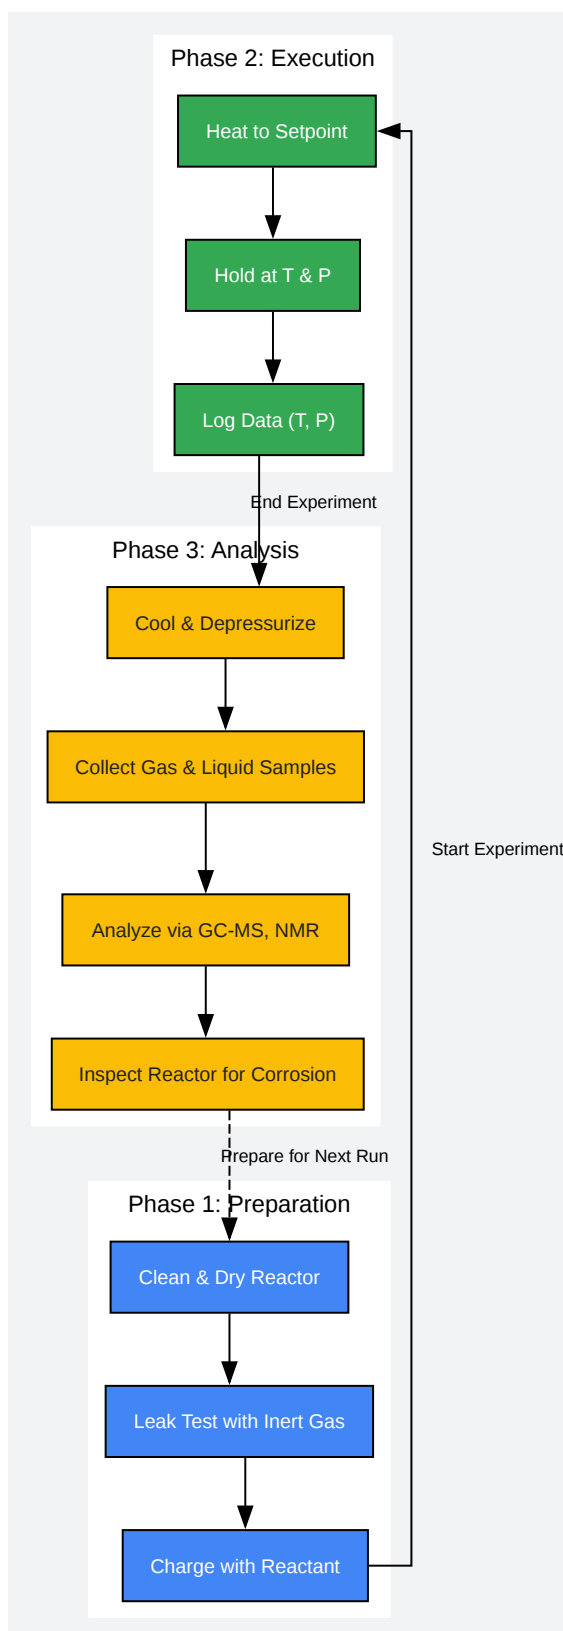 Phase 2: Execution
Heat to Setpoint
Hold at T & P
Log Data (T, P)
End Experiment
Phase 3: Analysis
Cool & Depressurize
Collect Gas & Liquid Samples
Start Experiment
Analyze via GC-MS, NMR
Inspect Reactor for Corrosion
Prepare for Next Run
Phase 1: Preparation
Clean & Dry Reactor
Leak Test with Inert Gas
Charge with Reactant